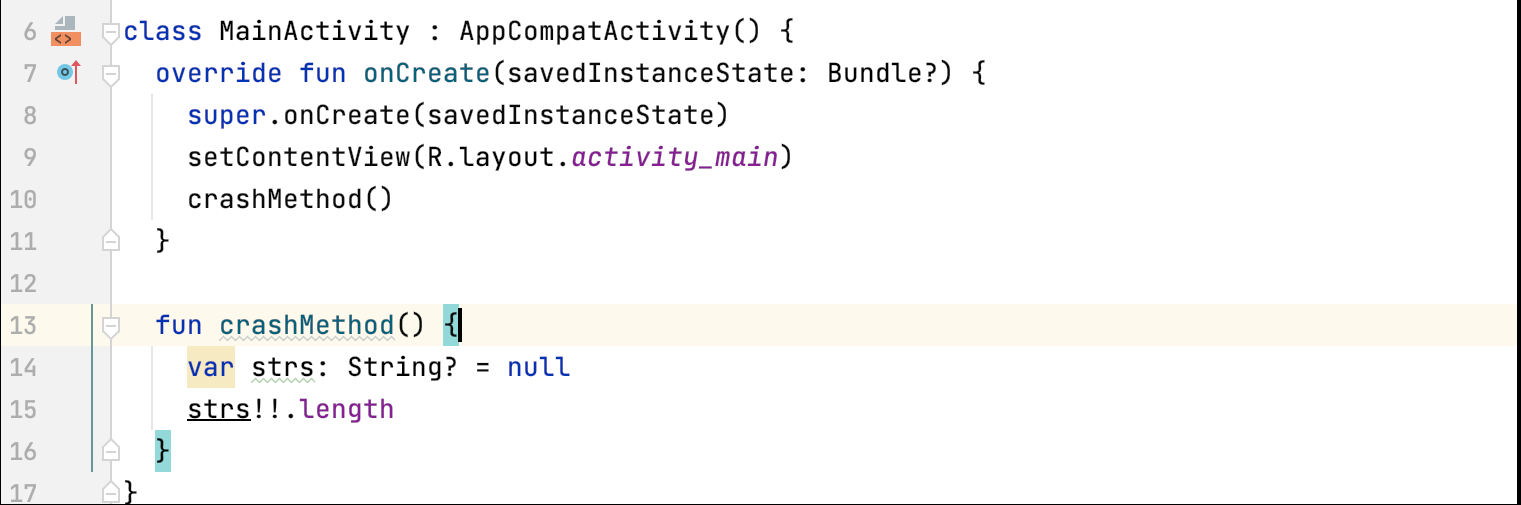 6 <> class MainActivity : AppCompatActivity() {
7 override fun onCreate(savedInstanceState: Bundle?) {
8 super.onCreate(savedInstanceState)
9 setContentView(R.layout.activity_main)
10 crashMethod()
11 }
12
13 fun crashMethod() {
14 var strs: String? = null
15 strs!!.length
16 }
17 }